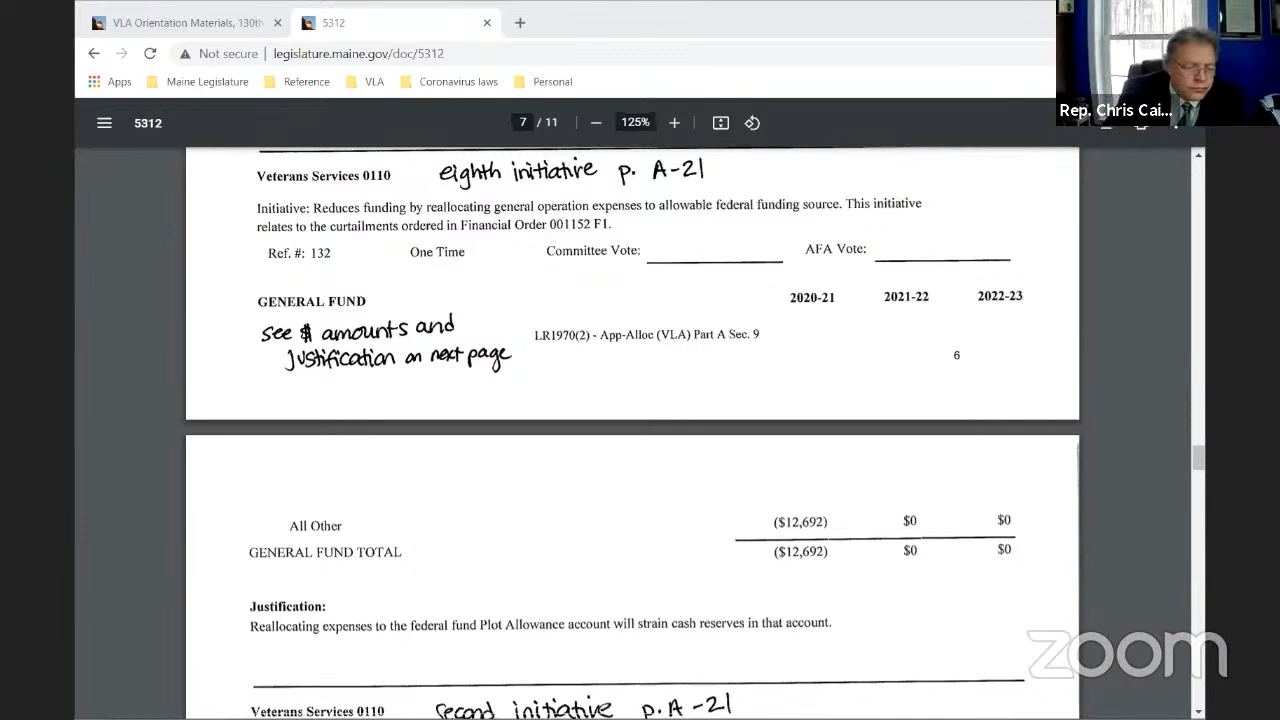 VLA Orientation Materials, 130th
5312
Not secure | legislature.maine.gov/doc/5312
Apps Maine Legislature Reference VLA Coronavirus laws Personal
5312
7 / 11 125%
Rep. Chris Cai...
Veterans Services 0110 eighth initiative p. A-21
Initiative: Reduces funding by reallocating general operation expenses to allowable federal funding source. This initiative
relates to the curtailments ordered in Financial Order 001152 F1.
Ref. #: 132 One Time Committee Vote: AFA Vote:
GENERAL FUND 2020-21 2021-22 2022-23
see $ amounts and
justification on next page
LR1970(2) - App-Alloc (VLA) Part A Sec. 9
6
All Other ($12,692) $0 $0
GENERAL FUND TOTAL ($12,692) $0 $0
Justification:
Reallocating expenses to the federal fund Plot Allowance account will strain cash reserves in that account.
zoom
Veterans Services 0110 second initiative p. A-21